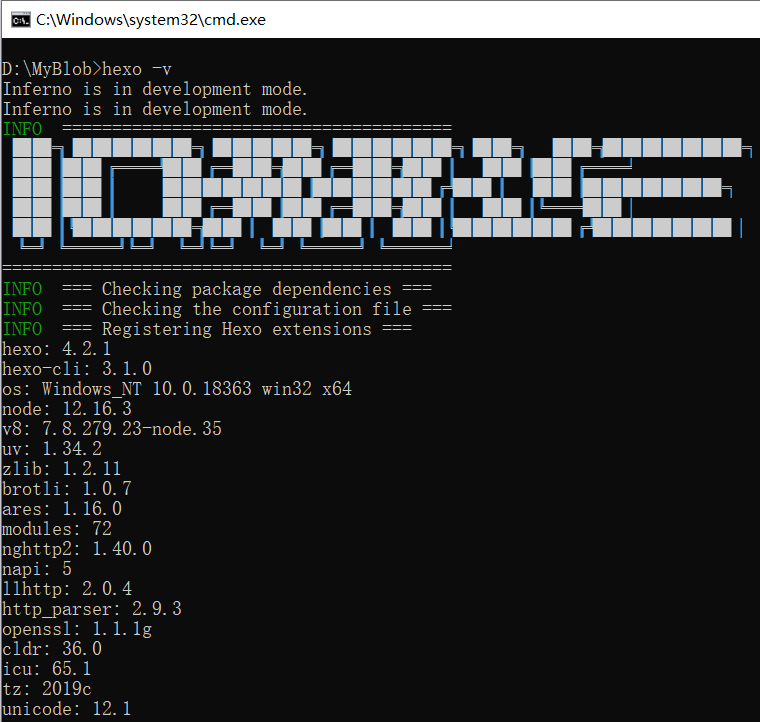 C:\Windows\system32\cmd.exe
D:\MyBlob>hexo -v
Inferno is in development mode.
Inferno is in development mode.
INFO  =======================================
=============================================
INFO  === Checking package dependencies ===
INFO  === Checking the configuration file ===
INFO  === Registering Hexo extensions ===
hexo: 4.2.1
hexo-cli: 3.1.0
os: Windows_NT 10.0.18363 win32 x64
node: 12.16.3
v8: 7.8.279.23-node.35
uv: 1.34.2
zlib: 1.2.11
brotli: 1.0.7
ares: 1.16.0
modules: 72
nghttp2: 1.40.0
napi: 5
llhttp: 2.0.4
http_parser: 2.9.3
openssl: 1.1.1g
cldr: 36.0
icu: 65.1
tz: 2019c
unicode: 12.1